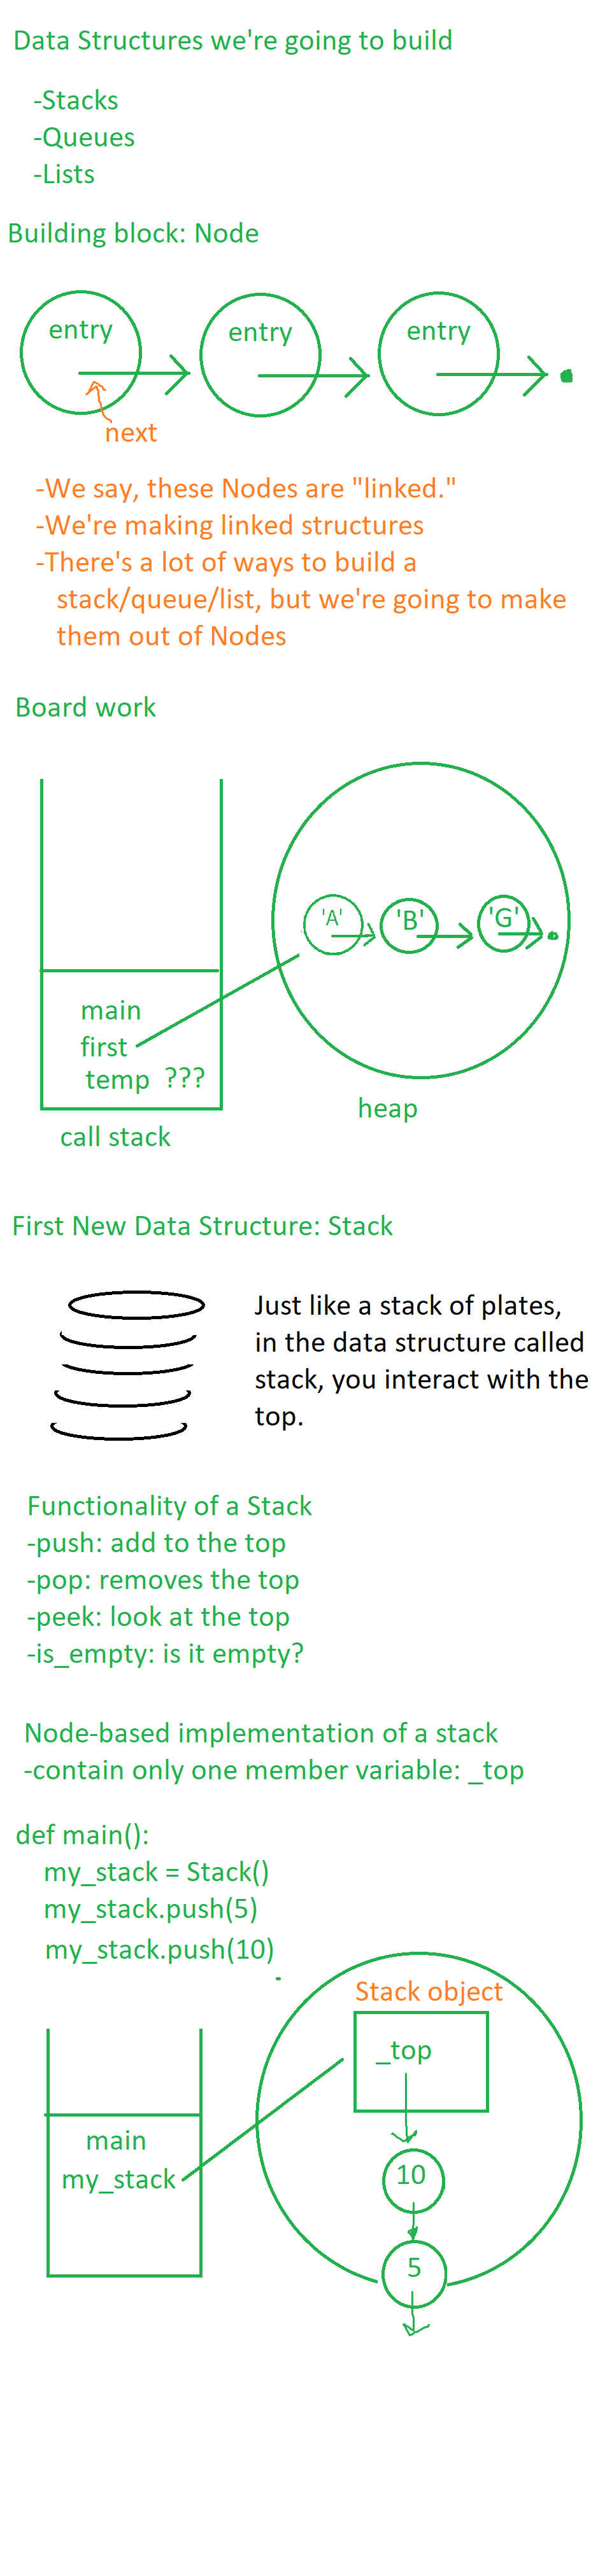 Data Structures we're going to build
-Stacks
-Queues
-Lists
Building block: Node
entry
entry
entry
next
-We say, these Nodes are "linked."
-We're making linked structures
-There's a lot of ways to build a
stack/queue/list, but we're going to make
them out of Nodes
Board work
'A'
'B'
'G'
main
first
temp ???
heap
call stack
First New Data Structure: Stack
Just like a stack of plates,
in the data structure called
stack, you interact with the
top.
Functionality of a Stack
-push: add to the top
-pop: removes the top
-peek: look at the top
-is_empty: is it empty?
Node-based implementation of a stack
-contain only one member variable: _top
def main():
my_stack = Stack()
my_stack.push(5)
my_stack.push(10)
Stack object
_top
main
my_stack
10
5